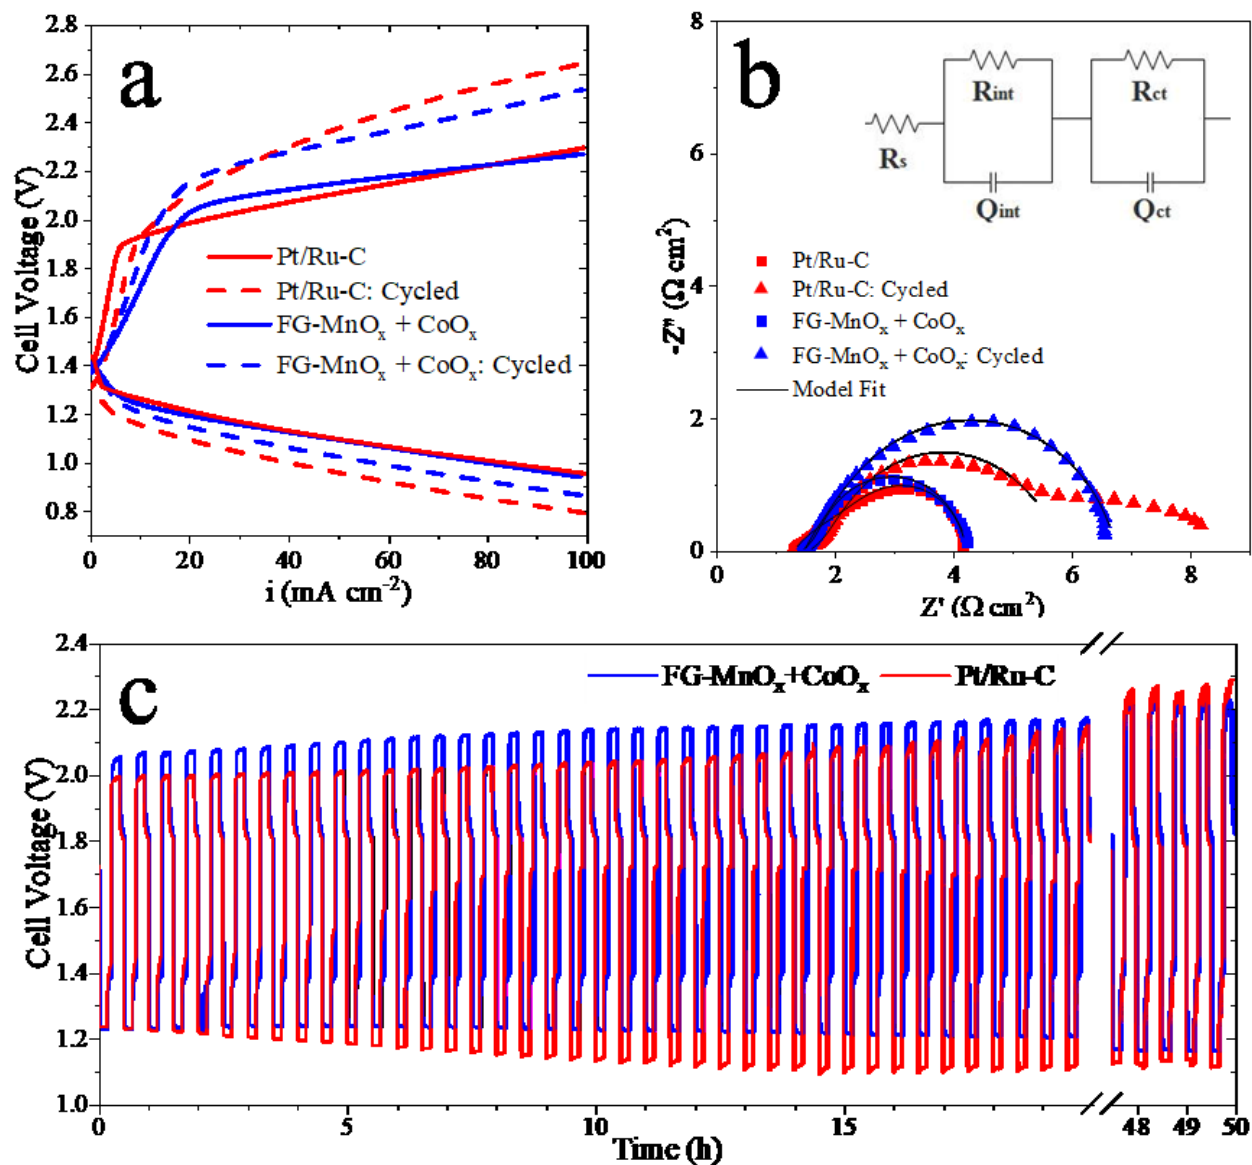 a
Cell Voltage (V)
2.8
2.6
2.4
2.2
2.0
1.8
1.6
1.4
1.2
1.0
0.8
Pt/Ru-C
Pt/Ru-C: Cycled
FG-MnOx + CoOx
FG-MnOx + CoOx: Cycled
0 20 40 60 80 100
i (mA cm-2)
b
-Z" (Ω cm2)
8
6
4
2
0
Rs
Rint
Qint
Rct
Qct
Pt/Ru-C
Pt/Ru-C: Cycled
FG-MnOx + CoOx
FG-MnOx + CoOx: Cycled
Model Fit
0 2 4 6 8
Z' (Ω cm2)
c
Cell Voltage (V)
2.4
2.2
2.0
1.8
1.6
1.4
1.2
1.0
FG-MnOx+CoOx
Pt/Ru-C
0 5 10 15 48 49 50
Time (h)